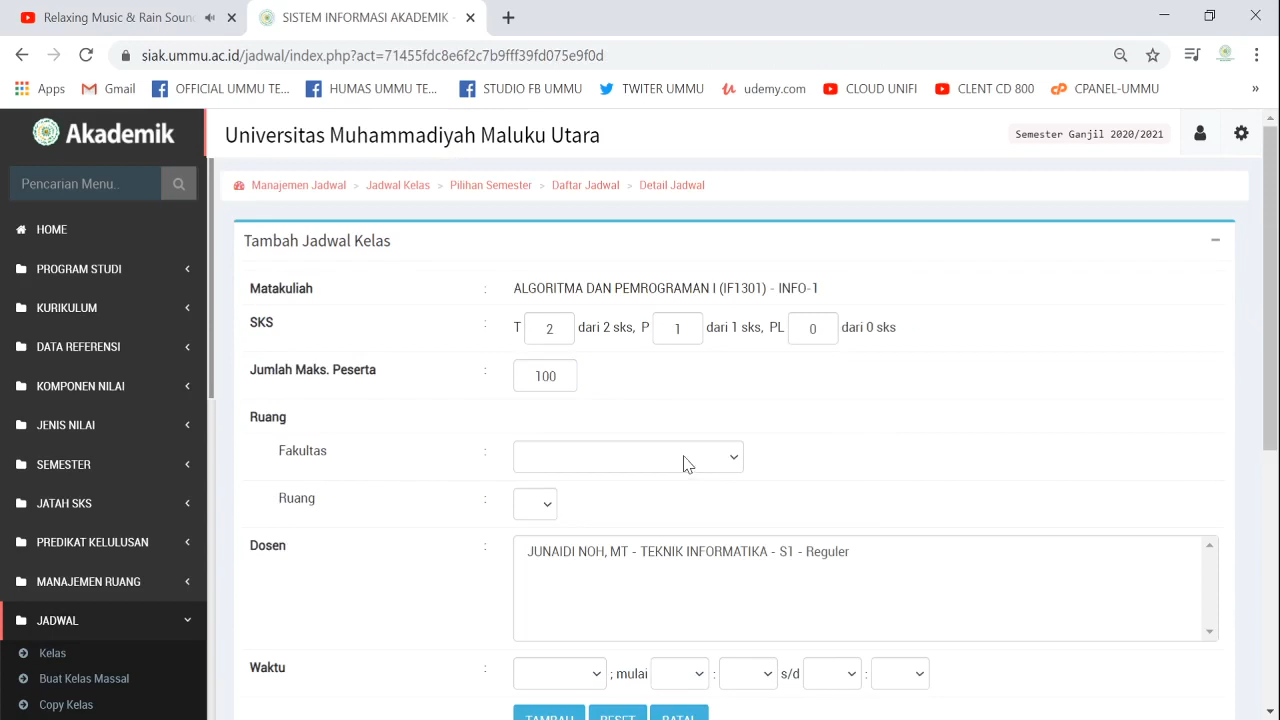 Relaxing Music & Rain Soun
SISTEM INFORMASI AKADEMIK -
siak.ummu.ac.id/jadwal/index.php?act=71455fdc8e6f2c7b9fff39fd075e9f0d
Apps Gmail OFFICIAL UMMU TE... HUMAS UMMU TE... STUDIO FB UMMU TWITER UMMU udemy.com CLOUD UNIFI CLENT CD 800 CPANEL-UMMU »
Akademik
Universitas Muhammadiyah Maluku Utara
Semester Ganjil 2020/2021
Pencarian Menu..
Manajemen Jadwal > Jadwal Kelas > Pilihan Semester > Daftar Jadwal > Detail Jadwal
HOME
PROGRAM STUDI
KURIKULUM
DATA REFERENSI
KOMPONEN NILAI
JENIS NILAI
SEMESTER
JATAH SKS
PREDIKAT KELULUSAN
MANAJEMEN RUANG
JADWAL
Kelas
Buat Kelas Massal
Copy Kelas
Tambah Jadwal Kelas
Matakuliah : ALGORITMA DAN PEMROGRAMAN I (IF1301) - INFO-1
SKS : T 2 dari 2 sks, P 1 dari 1 sks, PL 0 dari 0 sks
Jumlah Maks. Peserta : 100
Ruang
Fakultas :
Ruang :
Dosen : JUNAIDI NOH, MT - TEKNIK INFORMATIKA - S1 - Reguler
Waktu : ; mulai : s/d :
TAMBAH RESET BATAL